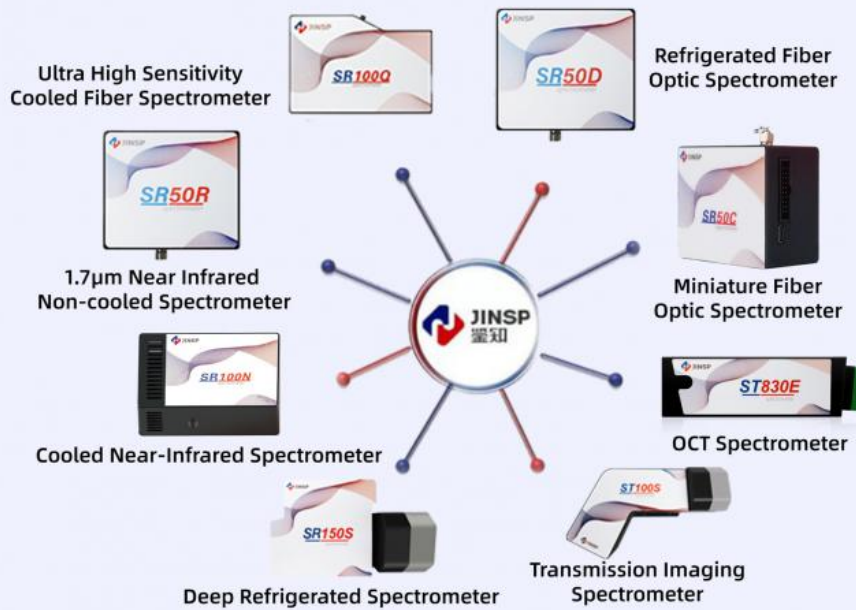 JINSP
SR100Q
Ultra High Sensitivity
Cooled Fiber Spectrometer
JINSP
SR50D
Refrigerated Fiber
Optic Spectrometer
JINSP
SR50R
1.7μm Near Infrared
Non-cooled Spectrometer
JINSP
SR50C
Miniature Fiber
Optic Spectrometer
JINSP
鉴知
JINSP
SR100N
Cooled Near-Infrared Spectrometer
JINSP
ST830E
OCT Spectrometer
JINSP
SR150S
Deep Refrigerated Spectrometer
ST100S
JINSP
Transmission Imaging
Spectrometer